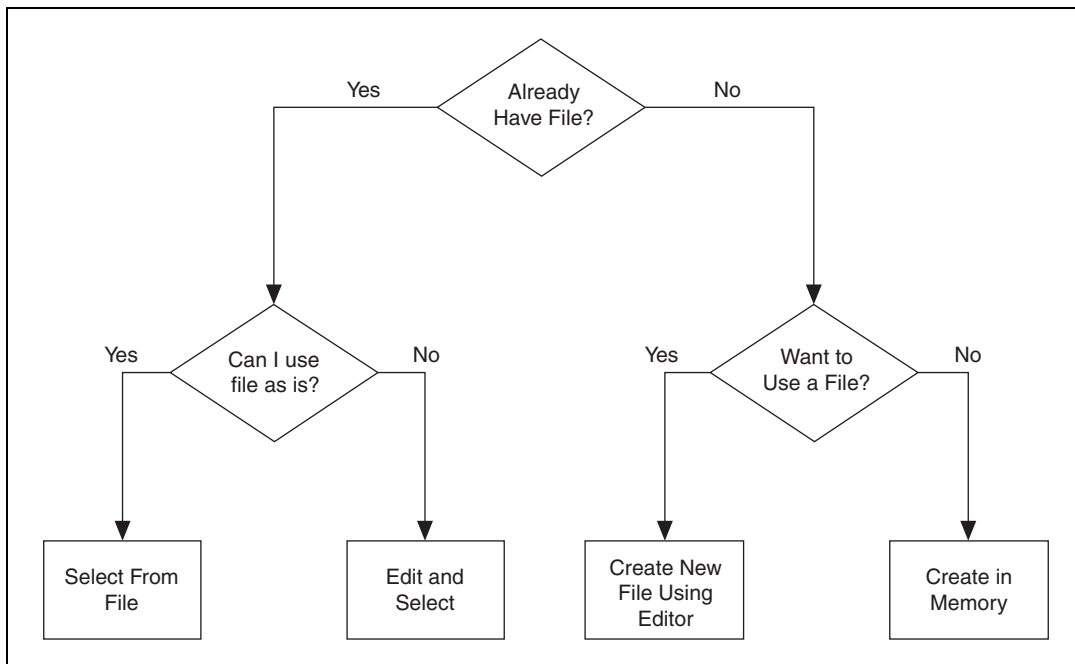 Already
Have File?
Yes
No
Can I use
file as is?
Yes
No
Want to
Use a File?
Yes
No
Select From
File
Edit and
Select
Create New
File Using
Editor
Create in
Memory